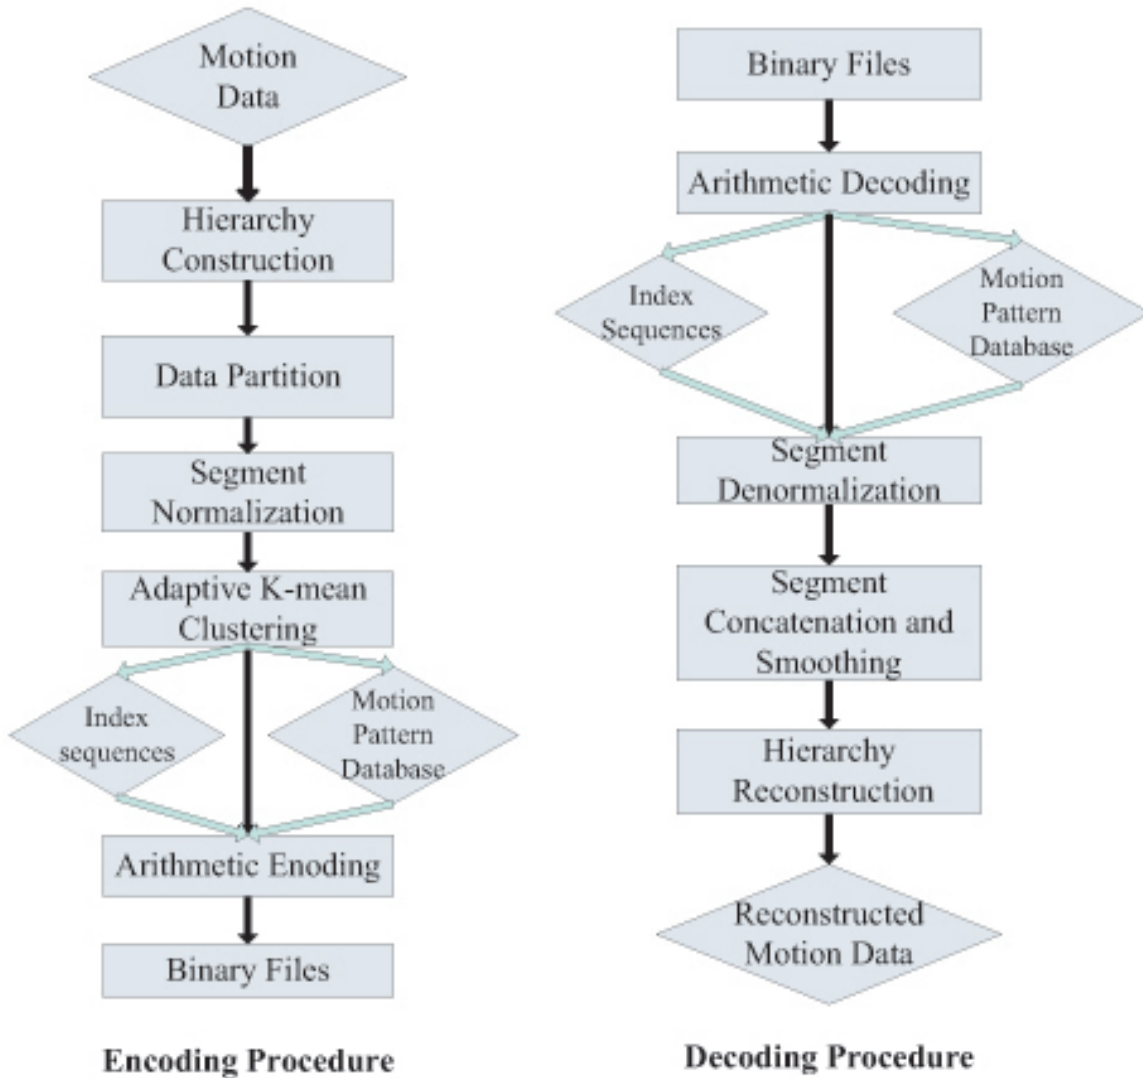 Motion
Data
Hierarchy
Construction
Data Partition
Segment
Normalization
Adaptive K-mean
Clustering
Index
sequences
Motion
Pattern
Database
Arithmetic Enoding
Binary Files
Encoding Procedure
Binary Files
Arithmetic Decoding
Index
Sequences
Motion
Pattern
Database
Segment
Denormalization
Segment
Concatenation and
Smoothing
Hierarchy
Reconstruction
Reconstructed
Motion Data
Decoding Procedure